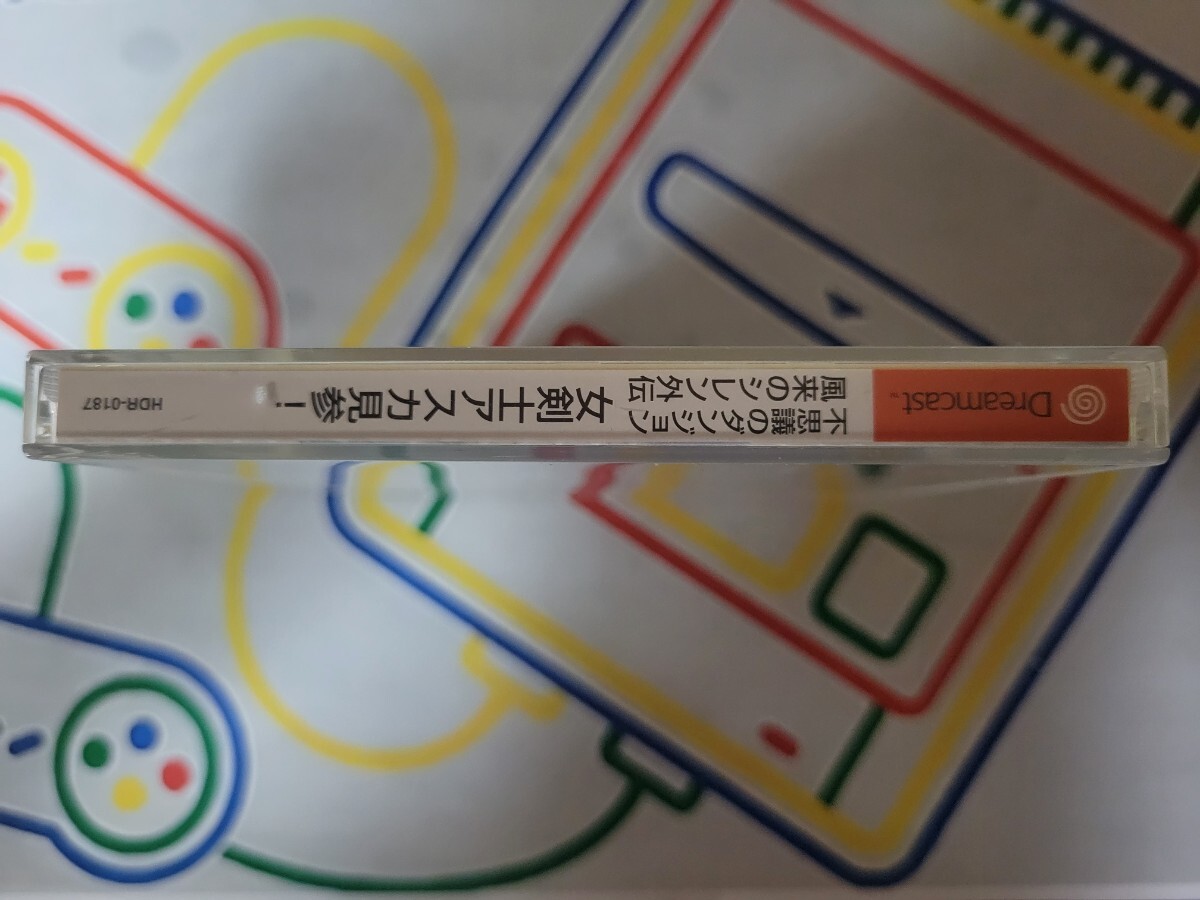 Dreamcast
不思議のダンジョン
風来のシレン外伝
女剣士アスカ見参!
HDR-0187